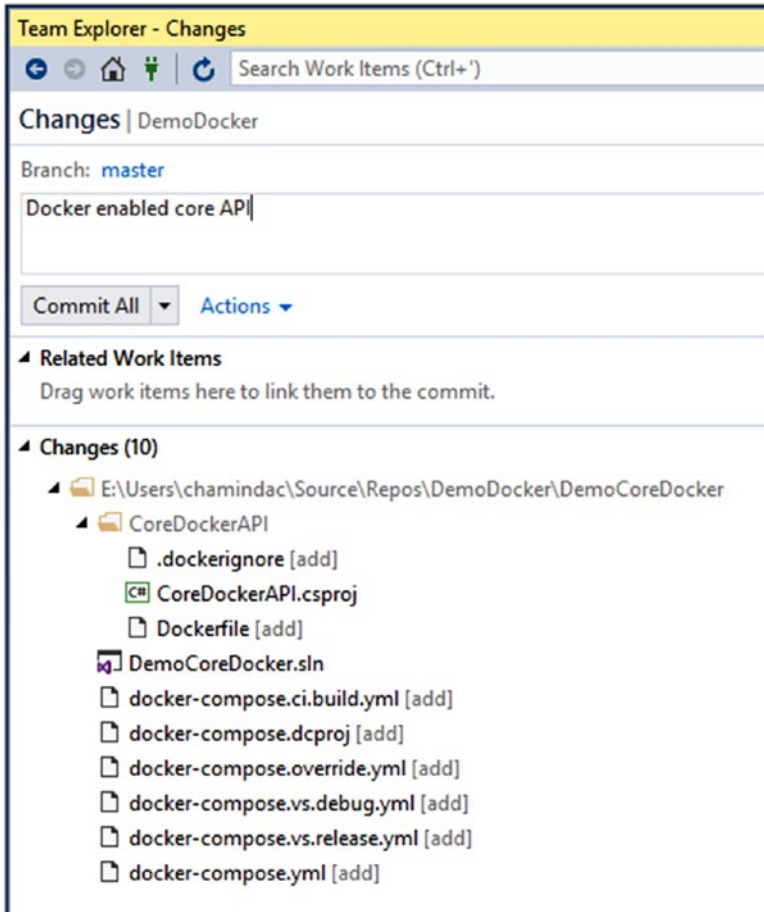 Team Explorer - Changes
Search Work Items (Ctrl+')
Changes | DemoDocker
Branch: master
Docker enabled core API
Commit All Actions
Related Work Items
Drag work items here to link them to the commit.
Changes (10)
E:\Users\chamindac\Source\Repos\DemoDocker\DemoCoreDocker
CoreDockerAPI
.dockerignore [add]
C# CoreDockerAPI.csproj
Dockerfile [add]
DemoCoreDocker.sln
docker-compose.ci.build.yml [add]
docker-compose.dcproj [add]
docker-compose.override.yml [add]
docker-compose.vs.debug.yml [add]
docker-compose.vs.release.yml [add]
docker-compose.yml [add]